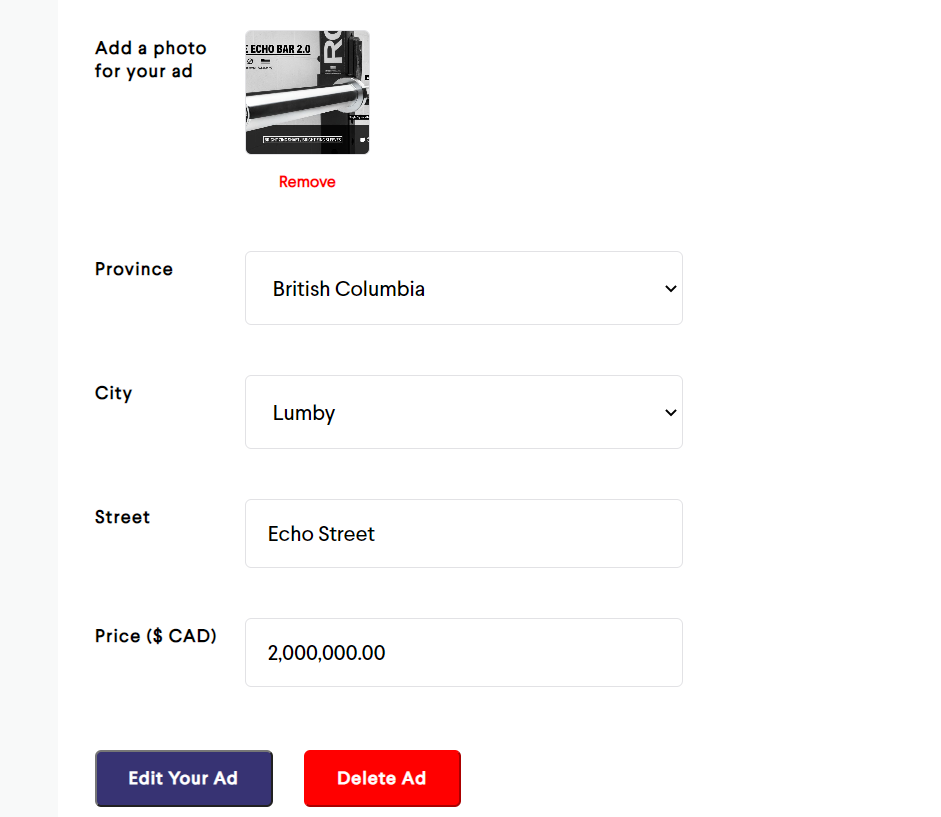 Add a photo
for your ad
E ECHO BAR 2.0
RO
Remove
Province
British Columbia
City
Lumby
Street
Echo Street
Price ($ CAD)
2,000,000.00
Edit Your Ad
Delete Ad